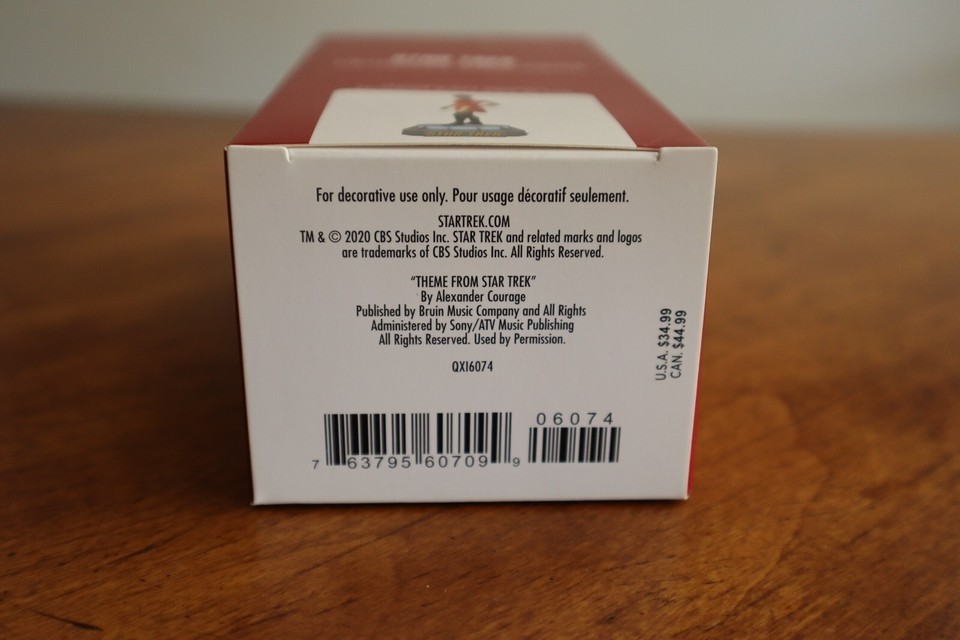 STAR TREK
For decorative use only. Pour usage décoratif seulement.
STARTREK.COM
TM & © 2020 CBS Studios Inc. STAR TREK and related marks and logos
are trademarks of CBS Studios Inc. All Rights Reserved.
"THEME FROM STAR TREK"
By Alexander Courage
Published by Bruin Music Company and All Rights
Administered by Sony/ATV Music Publishing
All Rights Reserved. Used by Permission.
QXI6074
U.S.A. $34.99
CAN. $44.99
06074
7 63795 60709 9